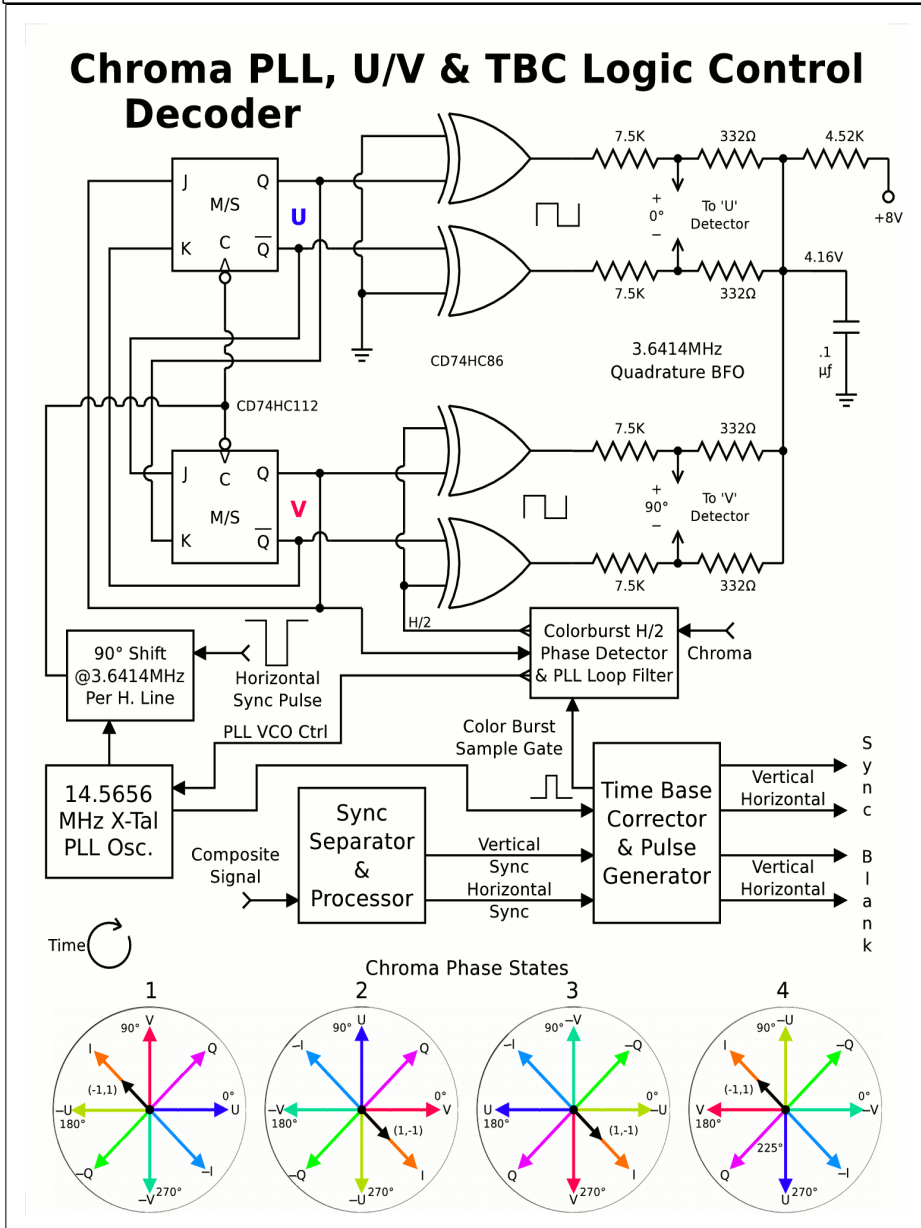 Chroma PLL, U/V & TBC Logic Control
Decoder
J
Q
M/S
U
K
C
Q̅
7.5K
332Ω
4.52K
+
0°
−
To 'U'
Detector
+8V
4.16V
7.5K
332Ω
CD74HC86
3.6414MHz
Quadrature BFO
.1
µƒ
CD74HC112
J
C
Q
M/S
V
K
Q̅
7.5K
332Ω
+
90°
−
To 'V'
Detector
7.5K
332Ω
H/2
90° Shift
@3.6414MHz
Per H. Line
Horizontal
Sync Pulse
Colorburst H/2
Phase Detector
& PLL Loop Filter
Chroma
PLL VCO Ctrl
Color Burst
Sample Gate
14.5656
MHz X-Tal
PLL Osc.
Composite
Signal
Sync
Separator
&
Processor
Vertical
Sync
Horizontal
Sync
Time Base
Corrector
& Pulse
Generator
Vertical
Horizontal
Sync
Vertical
Horizontal
Blank
Time
Chroma Phase States
1
V
90°
I
Q
(-1,1)
0°
−U
U
180°
−Q
−I
−V
270°
2
U
90°
−I
Q
0°
−V
V
180°
(1,-1)
−Q
I
−U
270°
3
−V
90°
−I
−Q
0°
U
−U
180°
(1,-1)
Q
I
V
270°
4
−U
90°
I
−Q
(-1,1)
0°
V
−V
180°
225°
Q
−I
U
270°